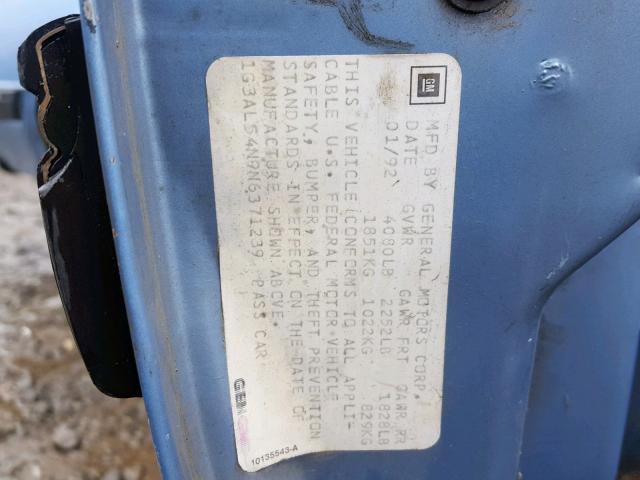 GM
MFD BY GENERAL MOTORS CORP.
DATE GVWR GAWR FRT GAWR RR
01/92 4080LB 2252LB 1828LB
1851KG 1022KG 829KG
THIS VEHICLE CONFORMS TO ALL APPLI-
CABLE U.S. FEDERAL MOTOR VEHICLE
SAFETY, BUMPER, AND THEFT PREVENTION
STANDARDS IN EFFECT ON THE DATE OF
MANUFACTURE SHOWN ABOVE.
1G3AL54N9N6371239 PASS CAR
10135543-A